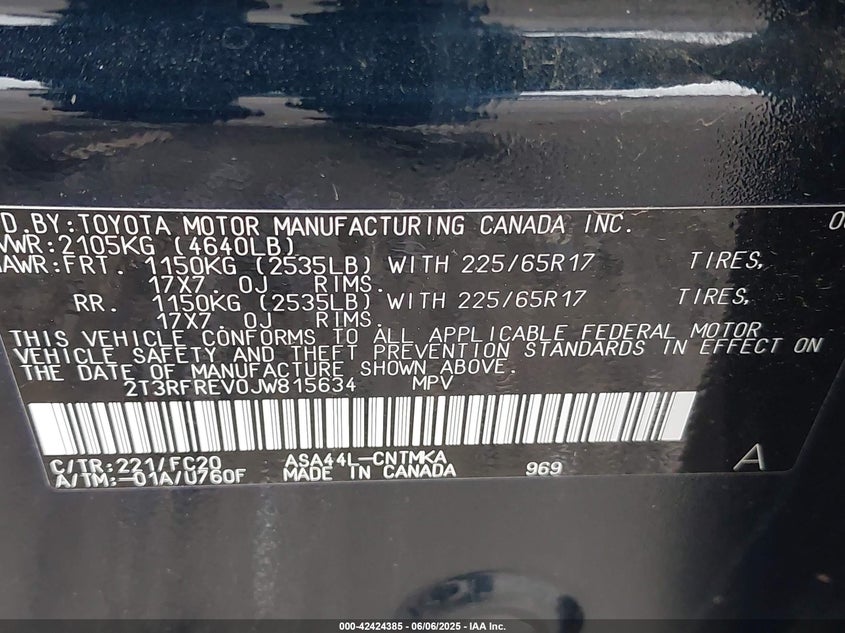 D.BY:TOYOTA MOTOR MANUFACTURING CANADA INC.
VWR:2105KG (4640LB)
AWR:FRT. 1150KG (2535LB) WITH 225/65R17 TIRES,
17X7.0J RIMS.
RR. 1150KG (2535LB) WITH 225/65R17 TIRES,
17X7.0J RIMS.
THIS VEHICLE CONFORMS TO ALL APPLICABLE FEDERAL MOTOR
VEHICLE SAFETY AND THEFT PREVENTION STANDARDS IN EFFECT ON
THE DATE OF MANUFACTURE SHOWN ABOVE.
2T3RFREV0JW815634 MPV
C/TR:221/FC20 ASA44L-CNTMKA
A/TM:-01A/U760F MADE IN CANADA 969 A
000-42424385 - 06/06/2025 - IAA Inc.